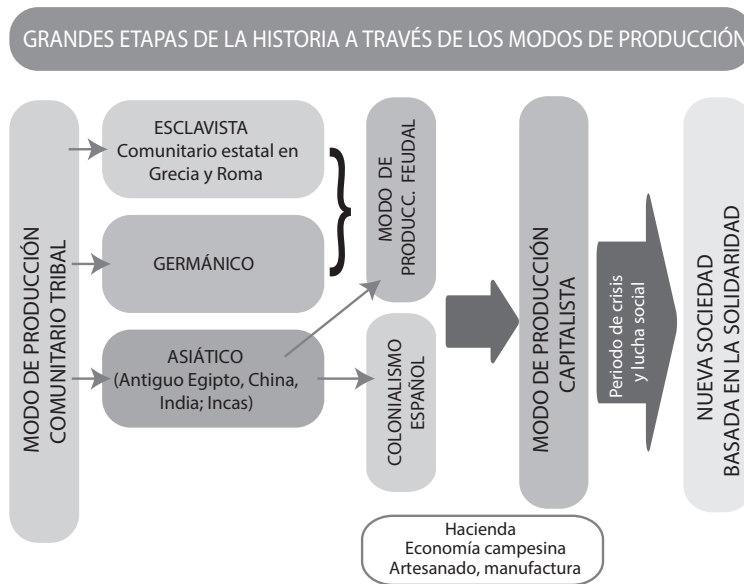 GRANDES ETAPAS DE LA HISTORIA A TRAVÉS DE LOS MODOS DE PRODUCCIÓN
MODO DE PRODUCCIÓN
COMUNITARIO TRIBAL
ESCLAVISTA
Comunitario estatal en
Grecia y Roma
GERMÁNICO
ASIÁTICO
(Antiguo Egipto, China,
India; Incas)
MODO DE
PRODUCC. FEUDAL
COLONIALISMO
ESPAÑOL
MODO DE PRODUCCIÓN
CAPITALISTA
Periodo de crisis
y lucha social
NUEVA SOCIEDAD
BASADA EN LA SOLIDARIDAD
Hacienda
Economía campesina
Artesanado, manufactura